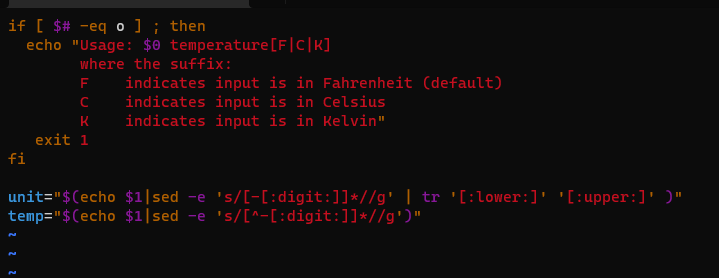 if [ $# -eq o ] ; then
  echo "Usage: $0 temperature[F|C|K]
        where the suffix:
        F    indicates input is in Fahrenheit (default)
        C    indicates input is in Celsius
        K    indicates input is in Kelvin"
   exit 1
fi

unit="$(echo $1|sed -e 's/[-[:digit:]]*//g' | tr '[:lower:]' '[:upper:]' )"
temp="$(echo $1|sed -e 's/[^-[:digit:]]*//g')"
~
~
~